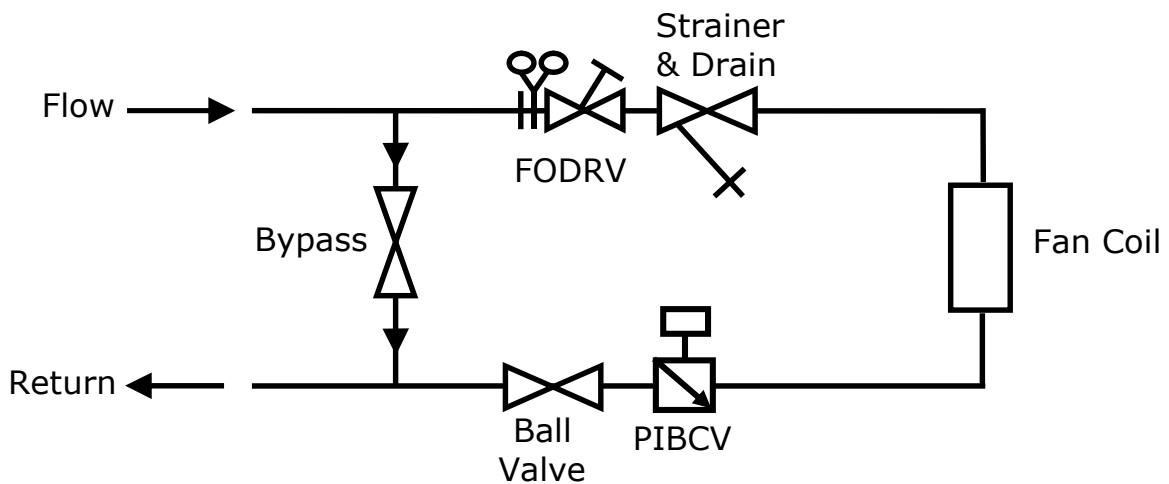 Strainer
& Drain
Flow
FODRV
Bypass
Fan Coil
Return
Ball
Valve
PIBCV